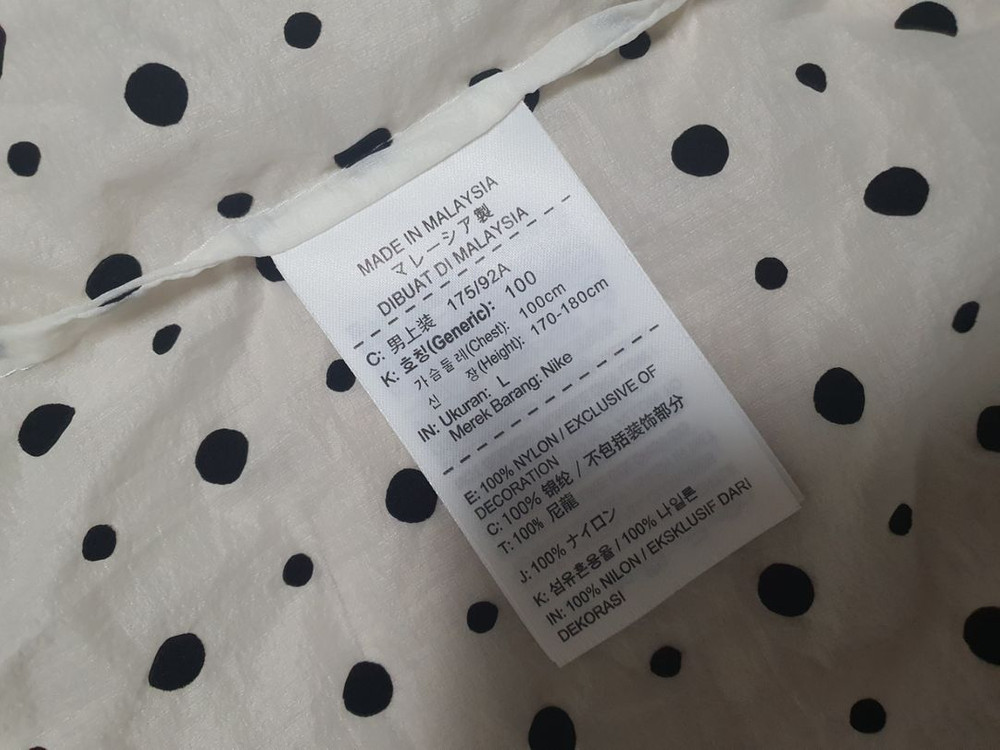 MADE IN MALAYSIA
マレーシア製
DIBUAT DI MALAYSIA
C: 男上装 175/92A
K: 호칭(Generic): 100
가슴둘레(Chest): 100cm
신 장(Height): 170-180cm
IN: Ukuran: L
Merek Barang: Nike
E: 100% NYLON / EXCLUSIVE OF
DECORATION
C: 100% 锦纶 / 不包括装饰部分
T: 100% 尼龍
J: 100% ナイロン
K: 섬유혼용율 / 100% 나일론
IN: 100% NILON / EKSKLUSIF DARI
DEKORASI